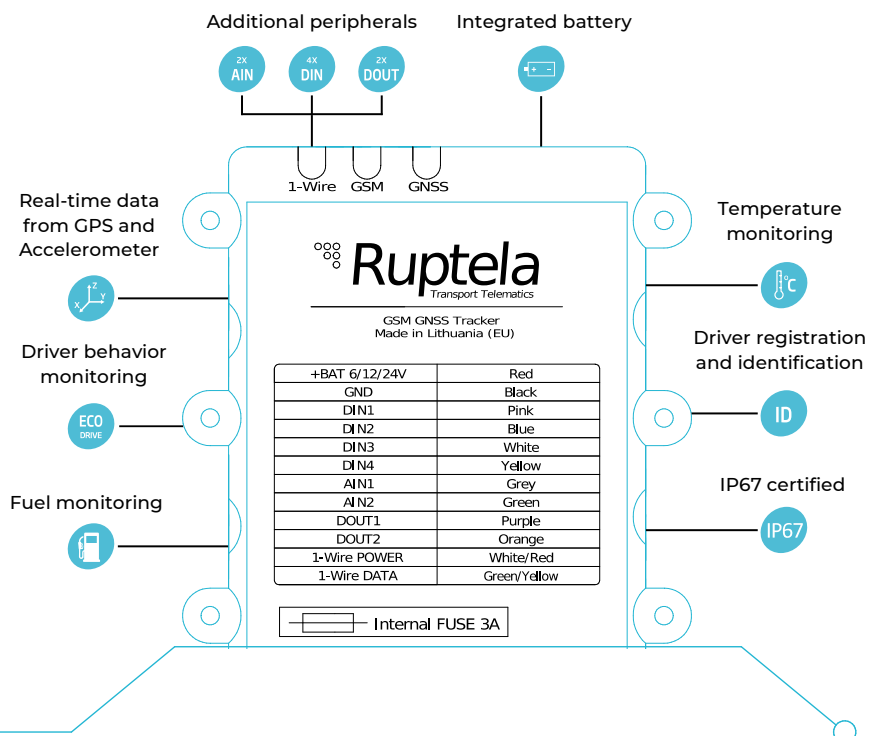 Additional peripherals
Integrated battery
2X
AIN
4X
DIN
2X
DOUT
+ -
1-Wire GSM GNSS
Real-time data
from GPS and
Accelerometer
Z
X Y
Driver behavior
monitoring
ECO
DRIVE
Fuel monitoring
Ruptela
Transport Telematics
GSM GNSS Tracker
Made in Lithuania (EU)
+BAT 6/12/24V Red
GND Black
DIN1 Pink
DIN2 Blue
DIN3 White
DIN4 Yellow
AIN1 Grey
AIN2 Green
DOUT1 Purple
DOUT2 Orange
1-Wire POWER White/Red
1-Wire DATA Green/Yellow
Internal FUSE 3A
Temperature
monitoring
°C
Driver registration
and identification
ID
IP67 certified
IP67